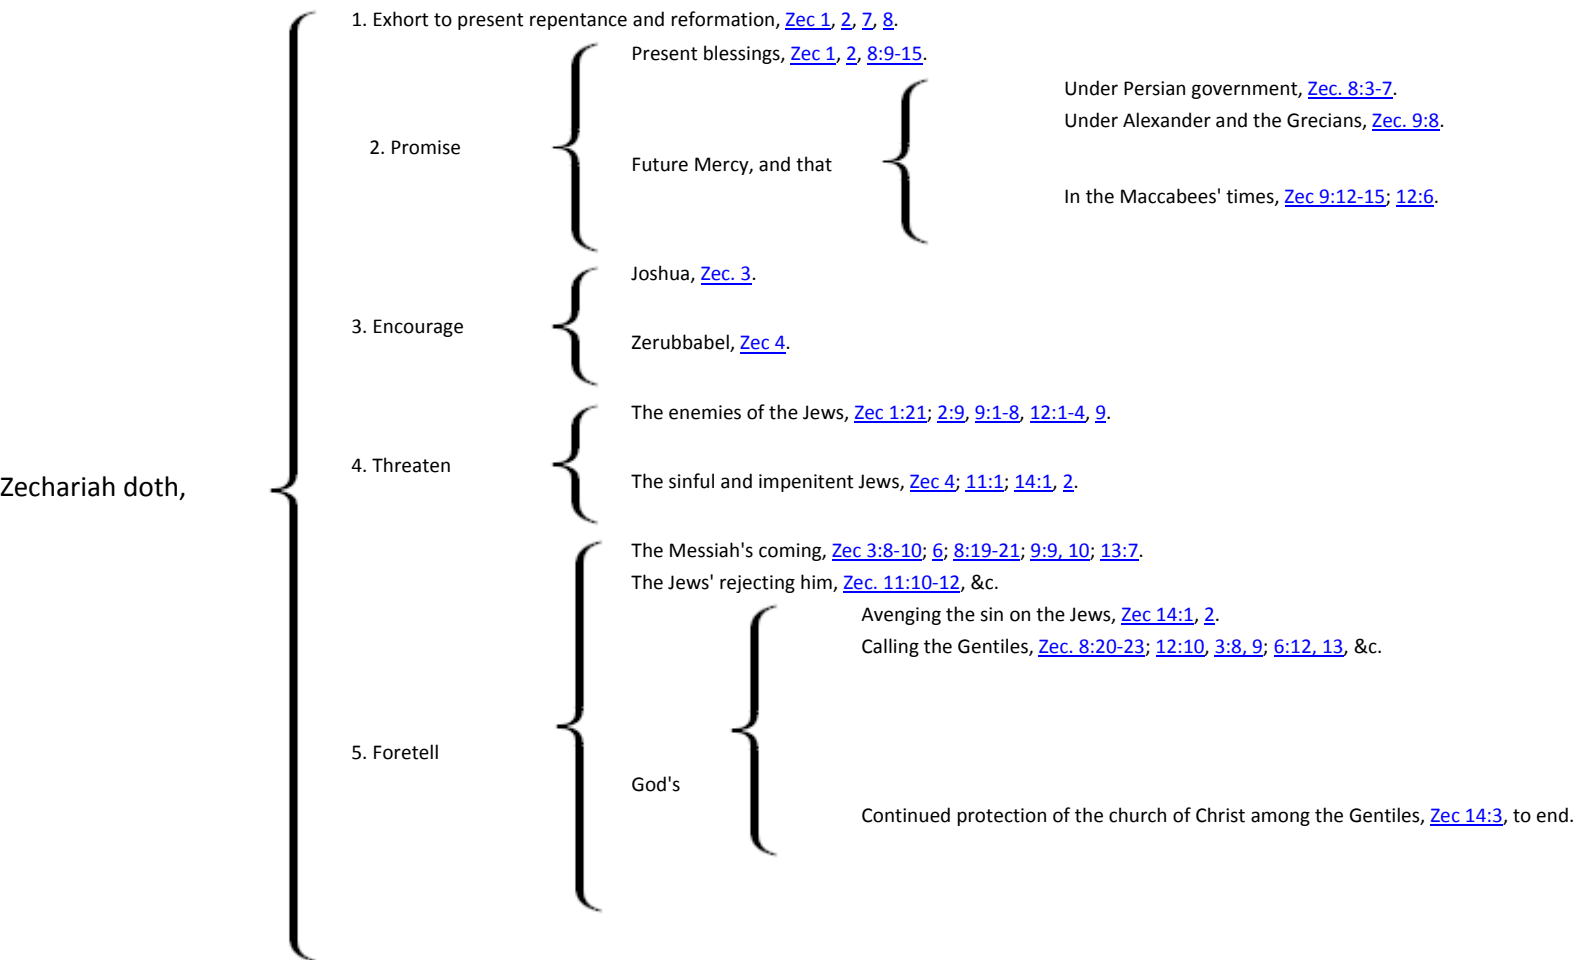 1. Exhort to present repentance and reformation, Zec 1, 2, 7, 8.
Present blessings, Zec 1, 2, 8:9-15.
Under Persian government, Zec. 8:3-7.
Under Alexander and the Grecians, Zec. 9:8.
2. Promise
Future Mercy, and that
In the Maccabees' times, Zec 9:12-15; 12:6.
Joshua, Zec. 3.
3. Encourage
Zerubbabel, Zec 4.
The enemies of the Jews, Zec 1:21; 2:9, 9:1-8, 12:1-4, 9.
4. Threaten
Zechariah doth,
The sinful and impenitent Jews, Zec 4; 11:1; 14:1, 2.
The Messiah's coming, Zec 3:8-10; 6; 8:19-21; 9:9, 10; 13:7.
The Jews' rejecting him, Zec. 11:10-12, &c.
Avenging the sin on the Jews, Zec 14:1, 2.
Calling the Gentiles, Zec. 8:20-23; 12:10, 3:8, 9; 6:12, 13, &c.
5. Foretell
God's
Continued protection of the church of Christ among the Gentiles, Zec 14:3, to end.